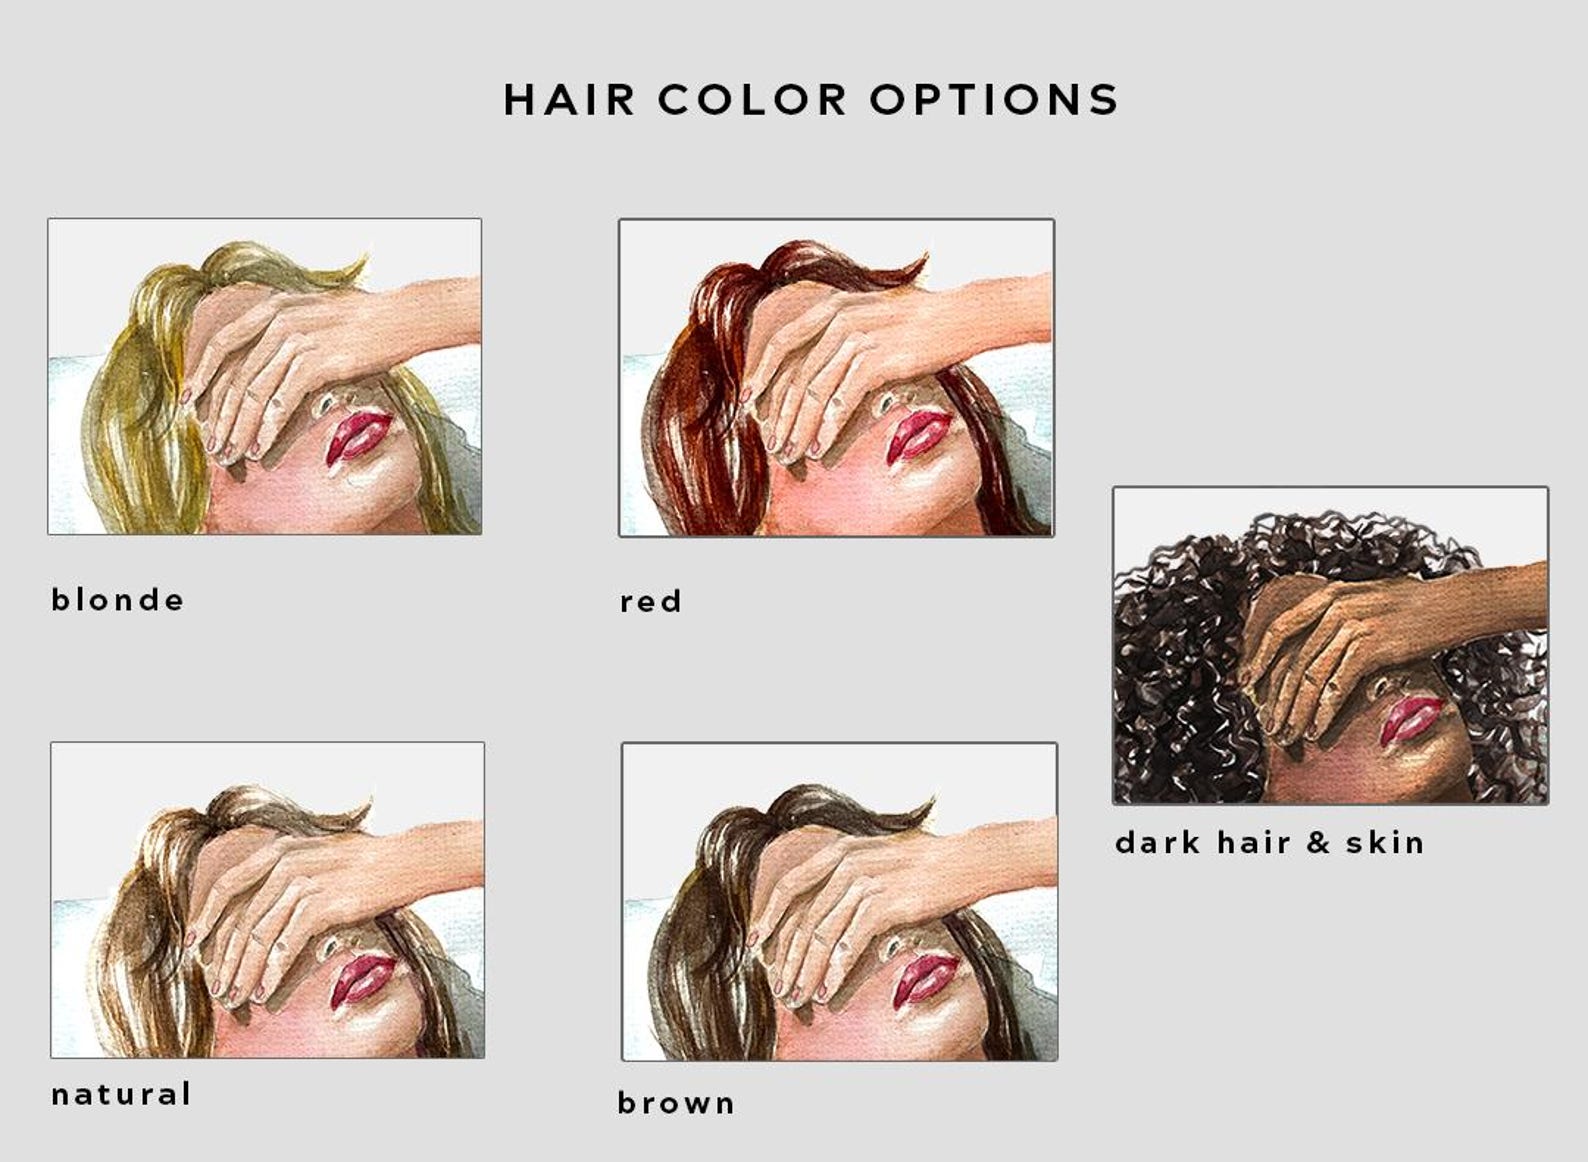 HAIR COLOR OPTIONS
blonde
red
dark hair & skin
natural
brown